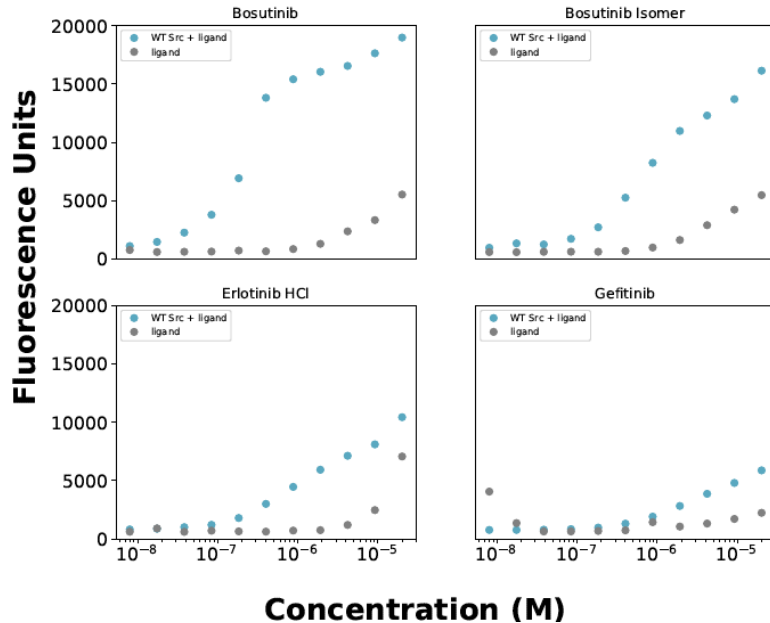 Bosutinib
Bosutinib Isomer
20000
15000
10000
5000
0
WT Src + ligand
ligand
WT Src + ligand
ligand
Erlotinib HCl
Gefitinib
20000
15000
10000
5000
0
WT Src + ligand
ligand
WT Src + ligand
ligand
10⁻⁸ 10⁻⁷ 10⁻⁶ 10⁻⁵
10⁻⁸ 10⁻⁷ 10⁻⁶ 10⁻⁵
Fluorescence Units
Concentration (M)